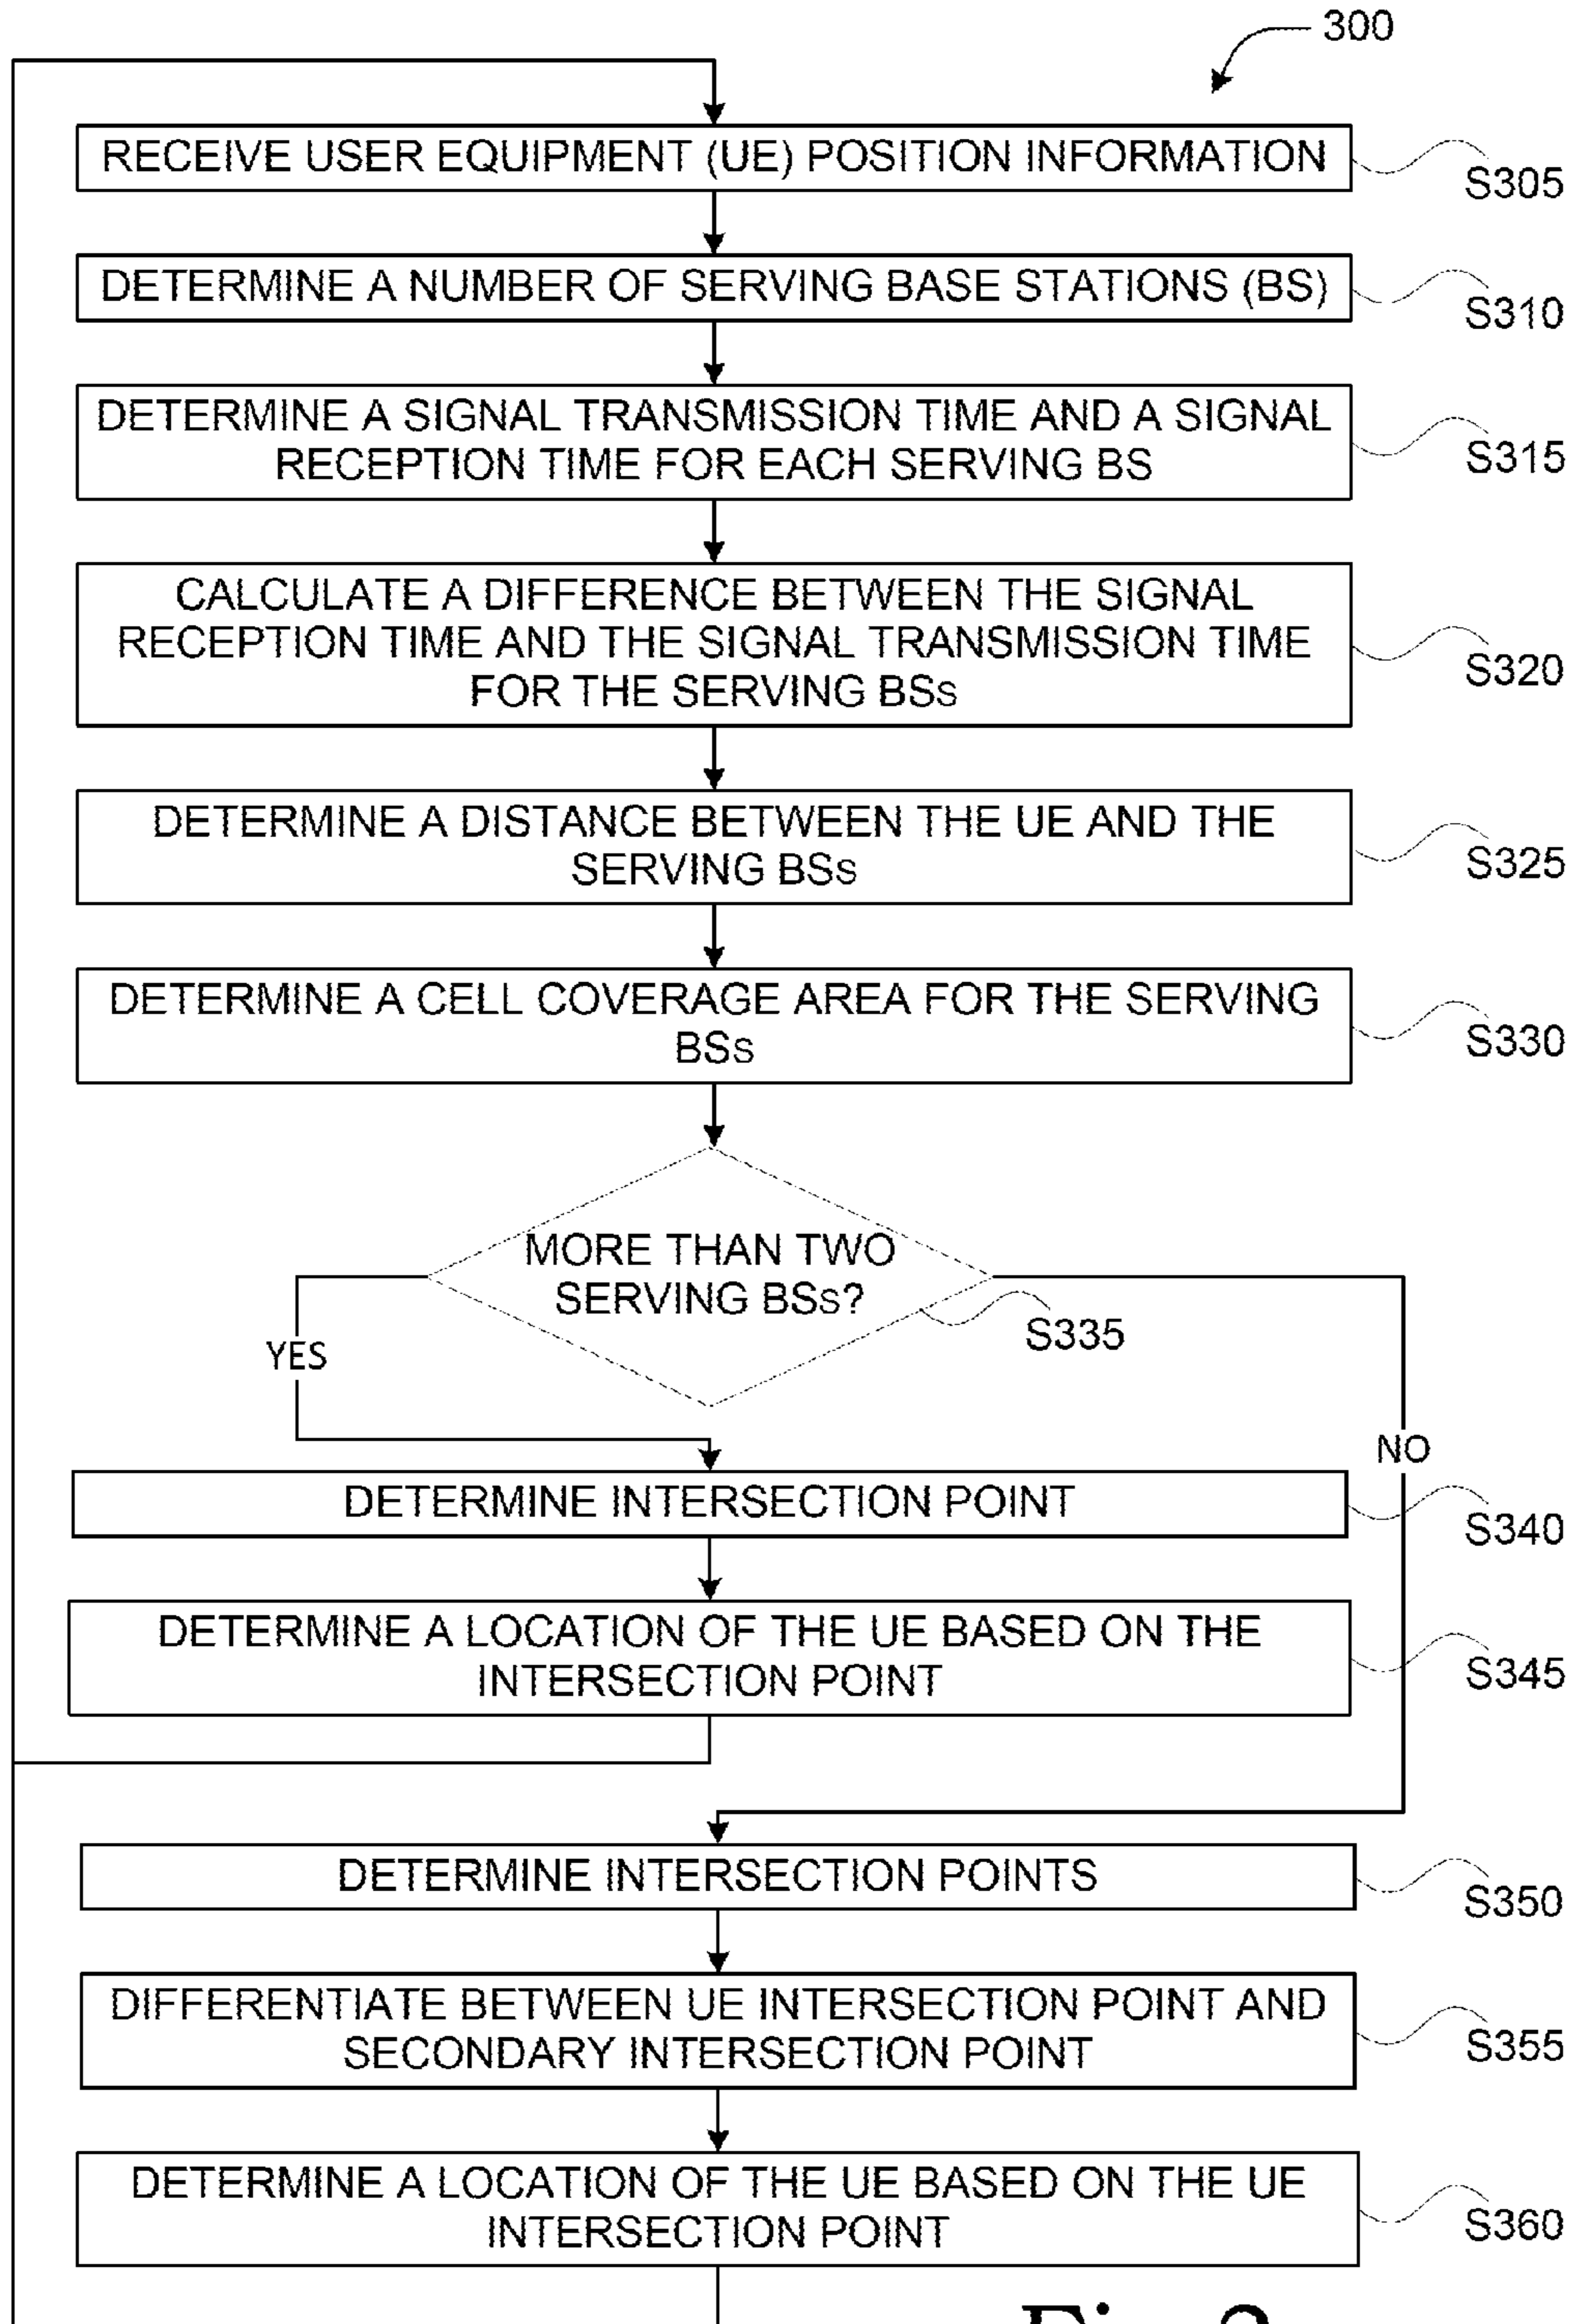 300
RECEIVE USER EQUIPMENT (UE) POSITION INFORMATION
S305
DETERMINE A NUMBER OF SERVING BASE STATIONS (BS)
S310
DETERMINE A SIGNAL TRANSMISSION TIME AND A SIGNAL
RECEPTION TIME FOR EACH SERVING BS
S315
CALCULATE A DIFFERENCE BETWEEN THE SIGNAL
RECEPTION TIME AND THE SIGNAL TRANSMISSION TIME
FOR THE SERVING BSs
S320
DETERMINE A DISTANCE BETWEEN THE UE AND THE
SERVING BSs
S325
DETERMINE A CELL COVERAGE AREA FOR THE SERVING
BSs
S330
MORE THAN TWO
SERVING BSs?
S335
YES
NO
DETERMINE INTERSECTION POINT
S340
DETERMINE A LOCATION OF THE UE BASED ON THE
INTERSECTION POINT
S345
DETERMINE INTERSECTION POINTS
S350
DIFFERENTIATE BETWEEN UE INTERSECTION POINT AND
SECONDARY INTERSECTION POINT
S355
DETERMINE A LOCATION OF THE UE BASED ON THE UE
INTERSECTION POINT
S360